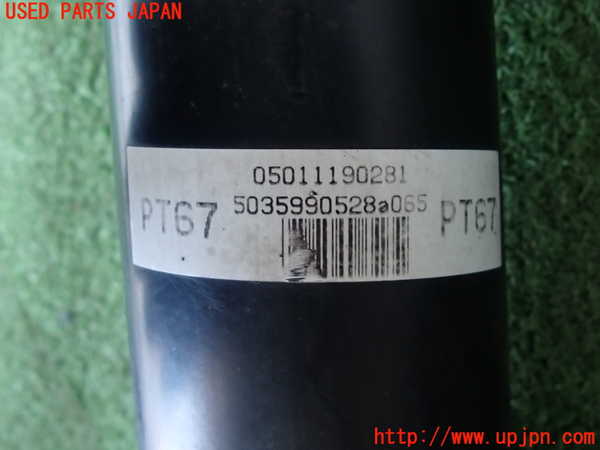 USED PARTS JAPAN
05011190281
PT67 5035990528a065 PT67
http://www.upjpn.com/